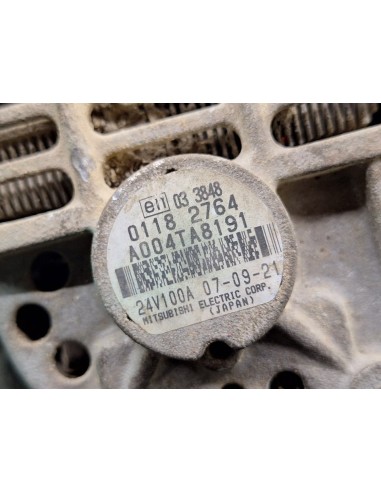 e11 03 3848
0118 2764
A004TA8191
24V100A 07-09-21
MITSUBISHI ELECTRIC CORP.
(JAPAN)